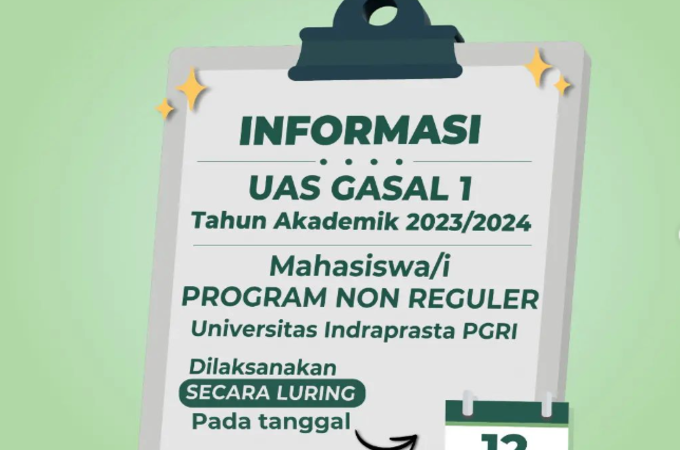 INFORMASI
UAS GASAL 1
Tahun Akademik 2023/2024
Mahasiswa/i
PROGRAM NON REGULER
Universitas Indraprasta PGRI
Dilaksanakan
SECARA LURING
Pada tanggal
12